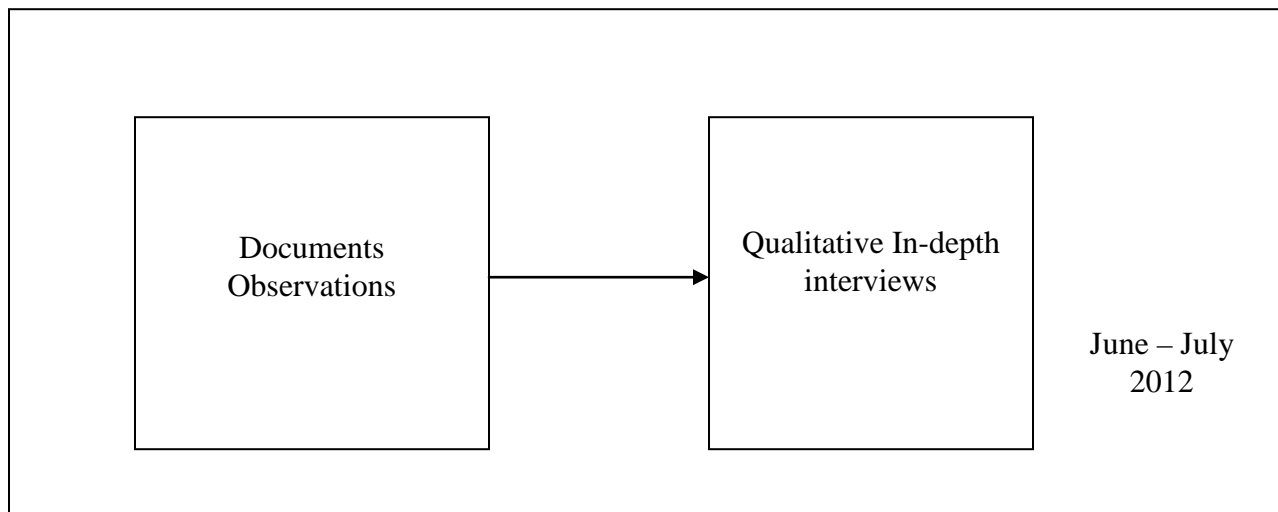 Documents
Observations
Qualitative In-depth
interviews
June – July
2012